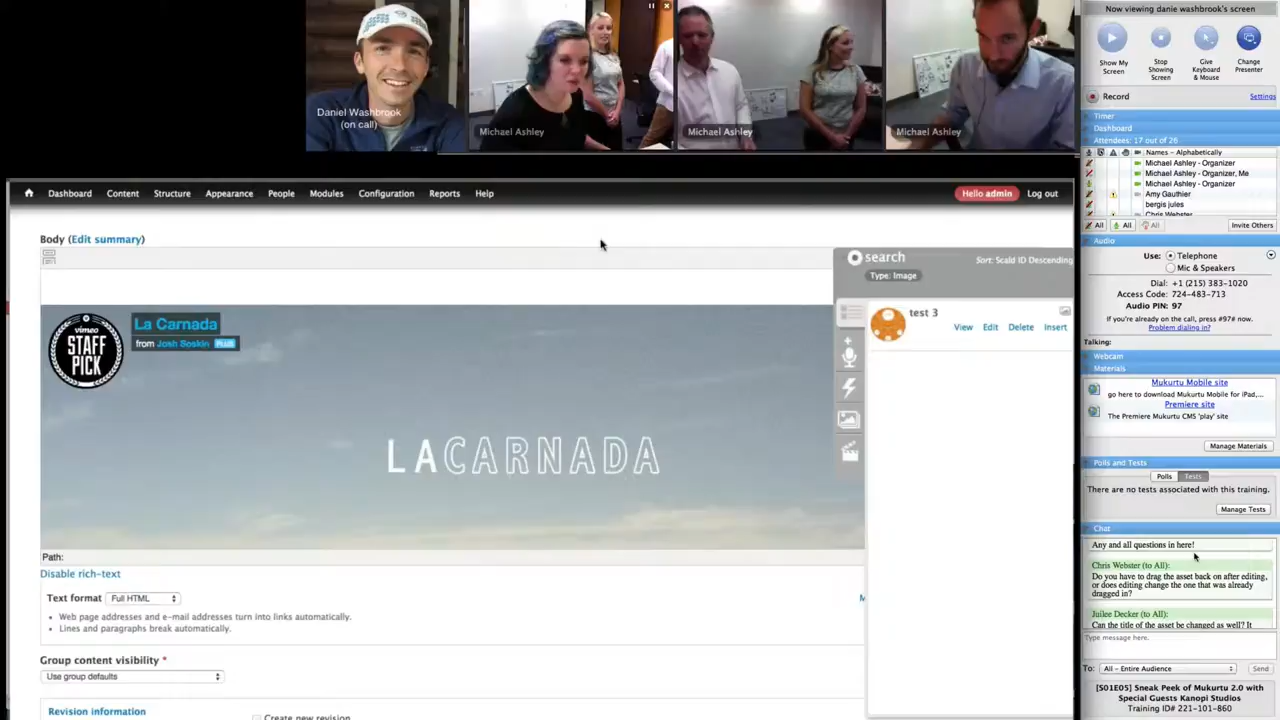 Daniel Washbrook
(on call)
Michael Ashley
Michael Ashley
Michael Ashley
Dashboard Content Structure Appearance People Modules Configuration Reports Help
Hello admin Log out
Body (Edit summary)
vimeo
STAFF
PICK
La Carnada
from Josh Soskin PLUS
LACARNADA
Path:
Disable rich-text
Text format Full HTML
• Web page addresses and e-mail addresses turn into links automatically.
• Lines and paragraphs break automatically.
Group content visibility *
Use group defaults
Revision information
Create new revision
search
Sort: Scald ID Descending
Type: Image
test 3
View Edit Delete Insert
Now viewing danie washbrook's screen
Show My
Screen
Stop
Showing
Screen
Give
Keyboard
& Mouse
Change
Presenter
Record Settings
Timer
Dashboard
Attendees: 17 out of 26
Names - Alphabetically
Michael Ashley - Organizer
Michael Ashley - Organizer, Me
Michael Ashley - Organizer
Amy Gauthier
bergis jules
Chris Webster
All All All Invite Others
Audio
Use: Telephone
Mic & Speakers
Dial: +1 (215) 383-1020
Access Code: 724-483-713
Audio PIN: 97
If you're already on the call, press #97# now.
Problem dialing in?
Talking:
Webcam
Materials
Mukurtu Mobile site
go here to download Mukurtu Mobile for iPad,...
Premiere site
The Premiere Mukurtu CMS 'play' site
Manage Materials
Polls and Tests
Polls Tests
There are no tests associated with this training.
Manage Tests
Chat
Any and all questions in here!
Chris Webster (to All):
Do you have to drag the asset back on after editing,
or does editing change the one that was already
dragged in?
Juilee Decker (to All):
Can the title of the asset be changed as well? It
Type message here.
To: All - Entire Audience Send
[S01E05] Sneak Peek of Mukurtu 2.0 with
Special Guests Kanopi Studios
Training ID# 221-101-860